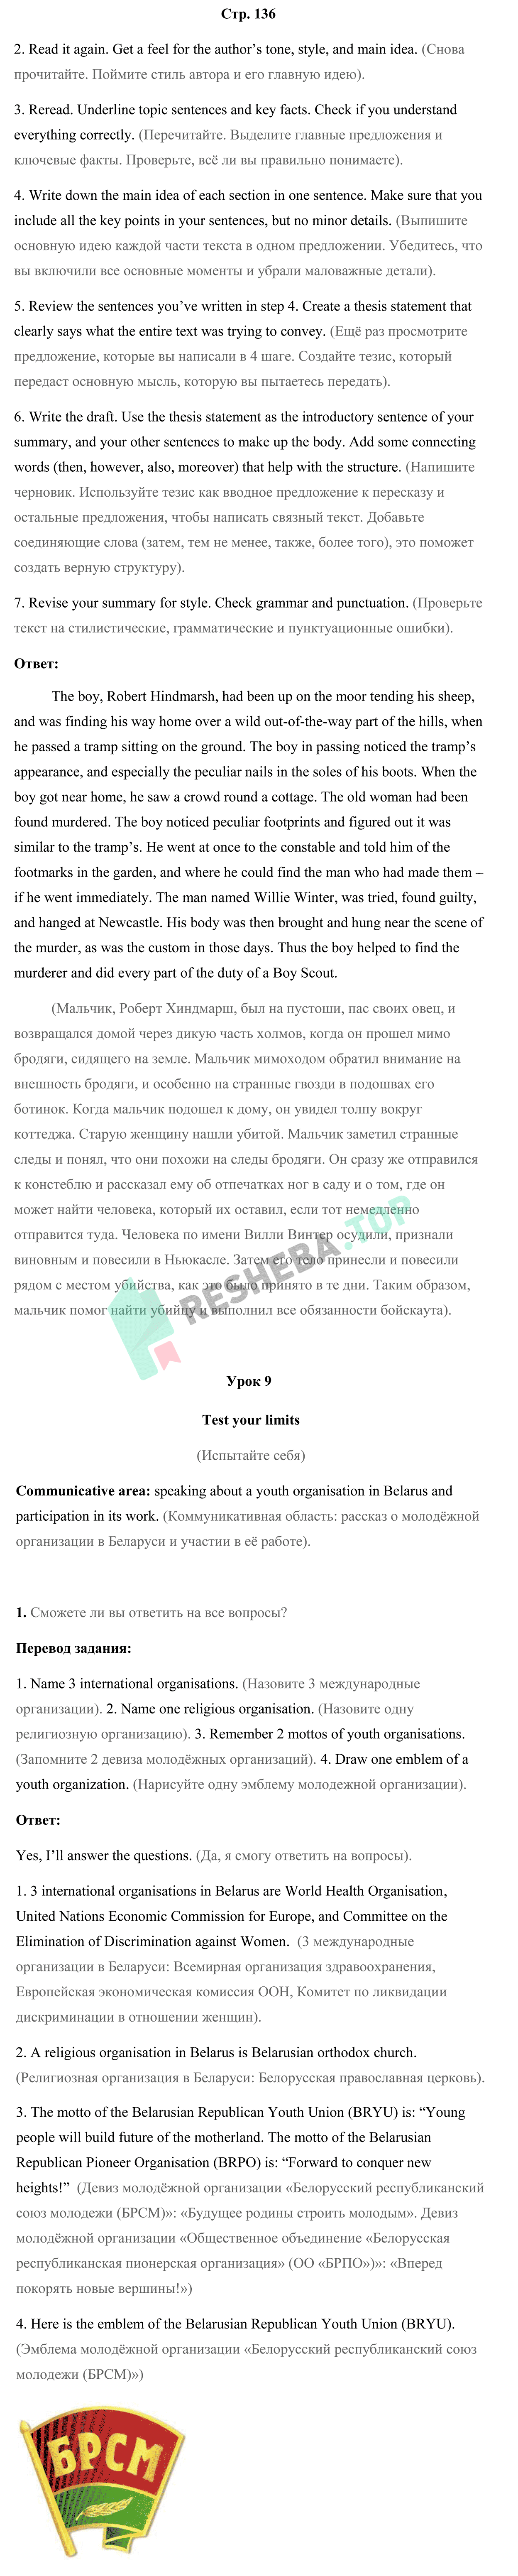 Стр. 136
2. Read it again. Get a feel for the author’s tone, style, and main idea. (Снова
прочитайте. Поймите стиль автора и его главную идею).
3. Reread. Underline topic sentences and key facts. Check if you understand
everything correctly. (Перечитайте. Выделите главные предложения и
ключевые факты. Проверьте, всё ли вы правильно понимаете).
4. Write down the main idea of each section in one sentence. Make sure that you
include all the key points in your sentences, but no minor details. (Выпишите
основную идею каждой части текста в одном предложении. Убедитесь, что
вы включили все основные моменты и убрали маловажные детали).
5. Review the sentences you’ve written in step 4. Create a thesis statement that
clearly says what the entire text was trying to convey. (Ещё раз просмотрите
предложение, которые вы написали в 4 шаге. Создайте тезис, который
передаст основную мысль, которую вы пытаетесь передать).
6. Write the draft. Use the thesis statement as the introductory sentence of your
summary, and your other sentences to make up the body. Add some connecting
words (then, however, also, moreover) that help with the structure. (Напишите
черновик. Используйте тезис как вводное предложение к пересказу и
остальные предложения, чтобы написать связный текст. Добавьте
соединяющие слова (затем, тем не менее, также, более того), это поможет
создать верную структуру).
7. Revise your summary for style. Check grammar and punctuation. (Проверьте
текст на стилистические, грамматические и пунктуационные ошибки).
Ответ:
The boy, Robert Hindmarsh, had been up on the moor tending his sheep,
and was finding his way home over a wild out-of-the-way part of the hills, when
he passed a tramp sitting on the ground. The boy in passing noticed the tramp’s
appearance, and especially the peculiar nails in the soles of his boots. When the
boy got near home, he saw a crowd round a cottage. The old woman had been
found murdered. The boy noticed peculiar footprints and figured out it was
similar to the tramp’s. He went at once to the constable and told him of the
footmarks in the garden, and where he could find the man who had made them –
if he went immediately. The man named Willie Winter, was tried, found guilty,
and hanged at Newcastle. His body was then brought and hung near the scene of
the murder, as was the custom in those days. Thus the boy helped to find the
murderer and did every part of the duty of a Boy Scout.
(Мальчик, Роберт Хиндмарш, был на пустоши, пас своих овец, и
возвращался домой через дикую часть холмов, когда он прошел мимо
бродяги, сидящего на земле. Мальчик мимоходом обратил внимание на
внешность бродяги, и особенно на странные гвозди в подошвах его
ботинок. Когда мальчик подошел к дому, он увидел толпу вокруг
коттеджа. Старую женщину нашли убитой. Мальчик заметил странные
следы и понял, что они похожи на следы бродяги. Он сразу же отправился
к констеблю и рассказал ему об отпечатках ног в саду и о том, где он
может найти человека, который их оставил, если тот немедленно
отправится туда. Человека по имени Вилли Винтер осудили, признали
виновным и повесили в Ньюкасле. Затем его тело принесли и повесили
рядом с местом убийства, как это было принято в те дни. Таким образом,
мальчик помог найти убийцу и выполнил все обязанности бойскаута).
RESHEBA.TOP
Урок 9
Test your limits
(Испытайте себя)
Communicative area: speaking about a youth organisation in Belarus and
participation in its work. (Коммуникативная область: рассказ о молодёжной
организации в Беларуси и участии в её работе).
1. Сможете ли вы ответить на все вопросы?
Перевод задания:
1. Name 3 international organisations. (Назовите 3 международные
организации). 2. Name one religious organisation. (Назовите одну
религиозную организацию). 3. Remember 2 mottos of youth organisations.
(Запомните 2 девиза молодёжных организаций). 4. Draw one emblem of a
youth organization. (Нарисуйте одну эмблему молодежной организации).
Ответ:
Yes, I’ll answer the questions. (Да, я смогу ответить на вопросы).
1. 3 international organisations in Belarus are World Health Organisation,
United Nations Economic Commission for Europe, and Committee on the
Elimination of Discrimination against Women. (3 международные
организации в Беларуси: Всемирная организация здравоохранения,
Европейская экономическая комиссия ООН, Комитет по ликвидации
дискриминации в отношении женщин).
2. A religious organisation in Belarus is Belarusian orthodox church.
(Религиозная организация в Беларуси: Белорусская православная церковь).
3. The motto of the Belarusian Republican Youth Union (BRYU) is: “Young
people will build future of the motherland. The motto of the Belarusian
Republican Pioneer Organisation (BRPO) is: “Forward to conquer new
heights!” (Девиз молодёжной организации «Белорусский республиканский
союз молодежи (БРСМ)»: «Будущее родины строить молодым». Девиз
молодёжной организации «Общественное объединение «Белорусская
республиканская пионерская организация» (ОО «БРПО»)»: «Вперед
покорять новые вершины!»)
4. Here is the emblem of the Belarusian Republican Youth Union (BRYU).
(Эмблема молодёжной организации «Белорусский республиканский союз
молодежи (БРСМ)»)
БРСМ